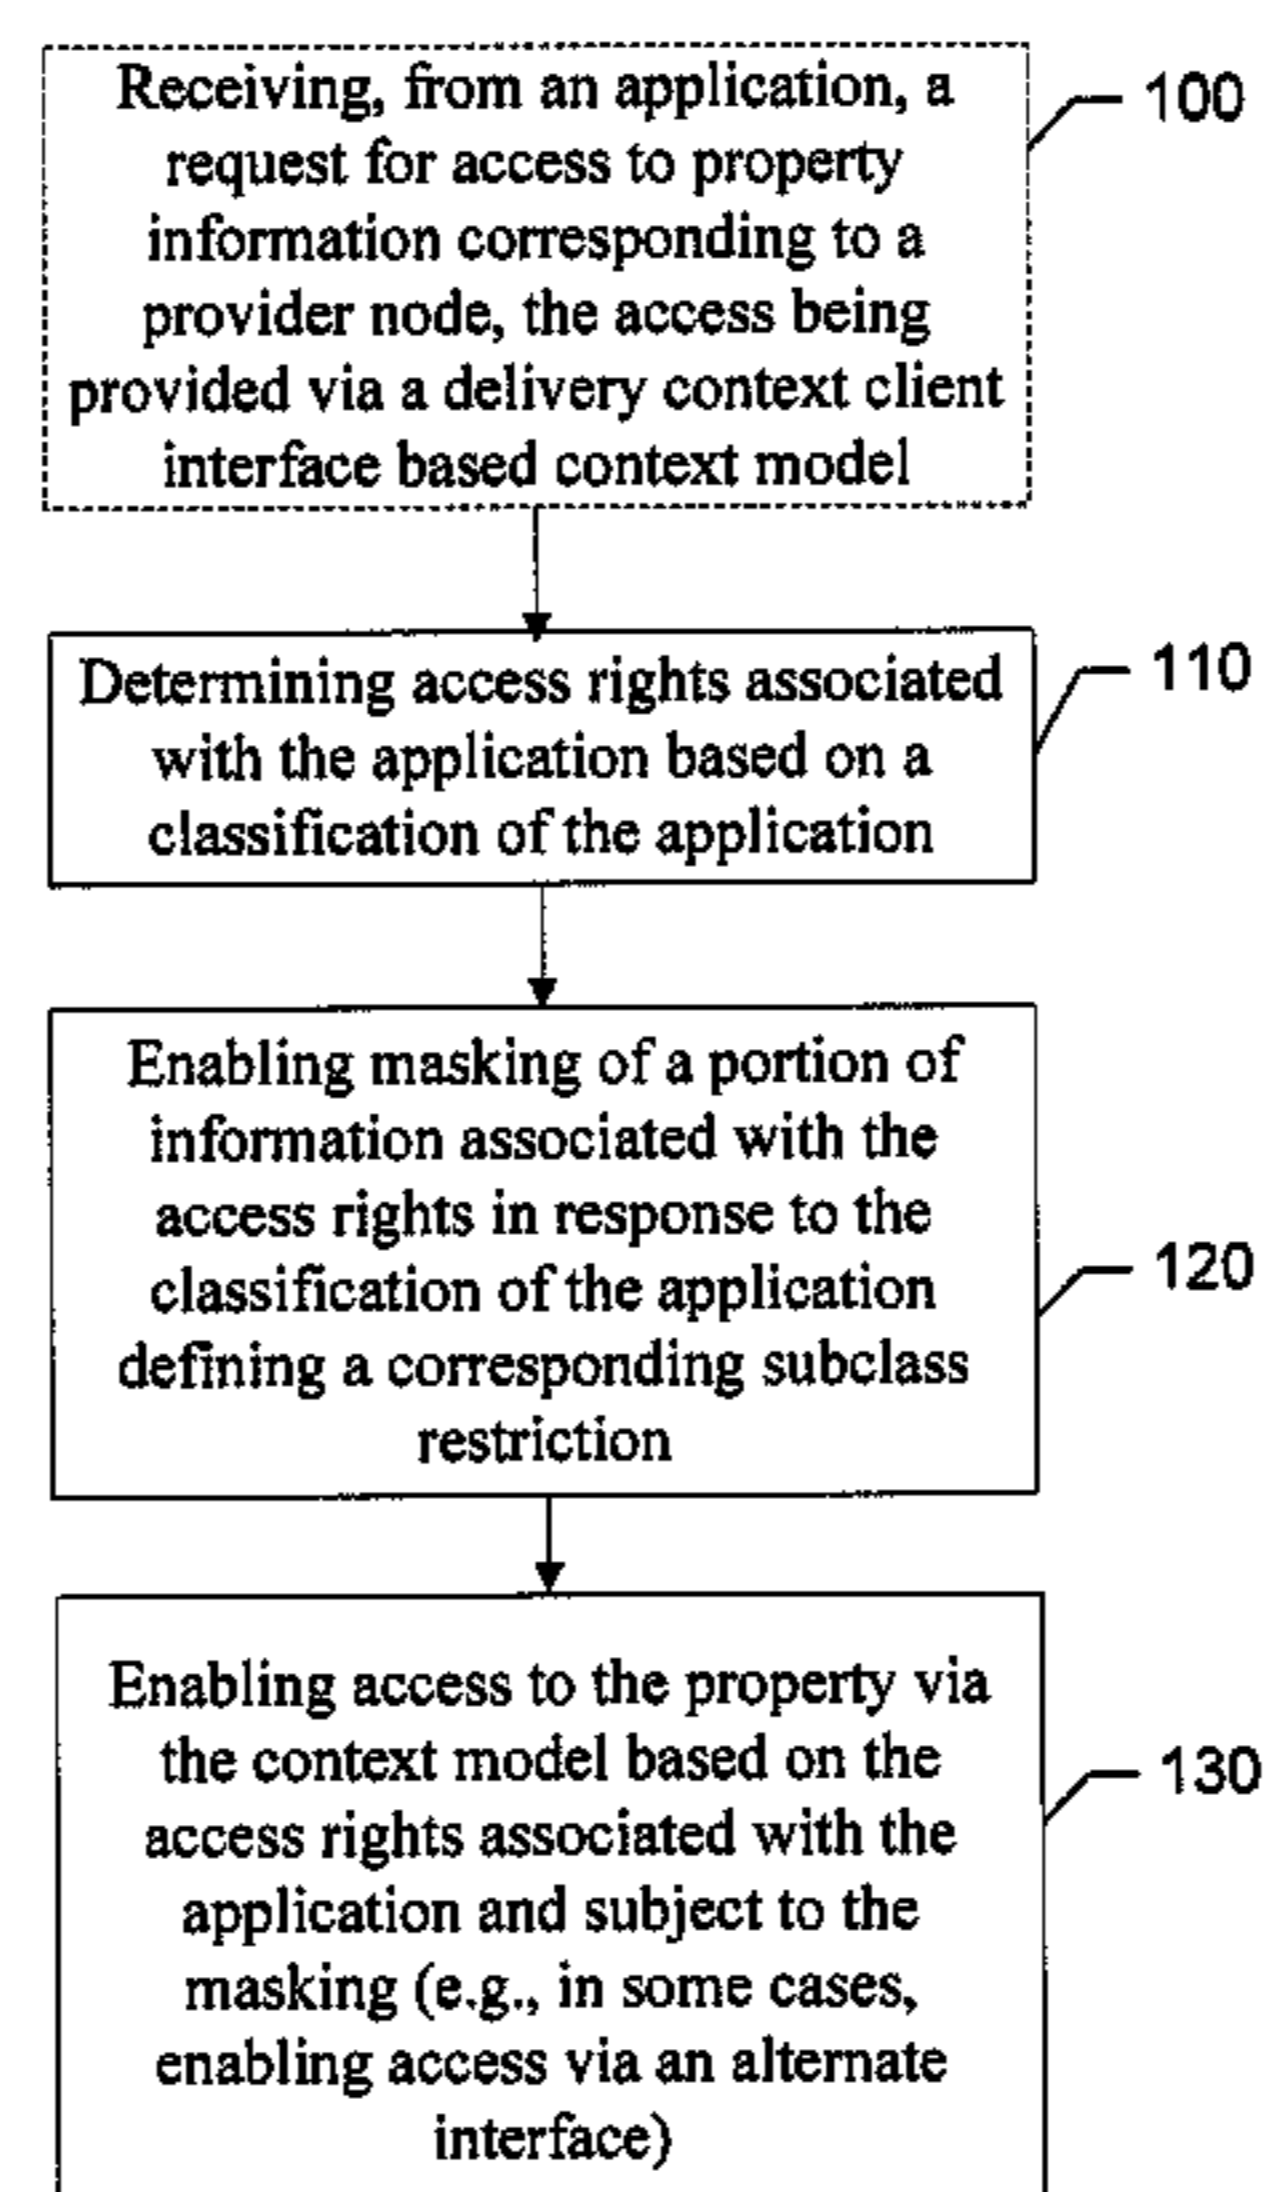 Receiving, from an application, a
request for access to property
information corresponding to a
provider node, the access being
provided via a delivery context client
interface based context model
100
Determining access rights associated
with the application based on a
classification of the application
110
Enabling masking of a portion of
information associated with the
access rights in response to the
classification of the application
defining a corresponding subclass
restriction
120
Enabling access to the property via
the context model based on the
access rights associated with the
application and subject to the
masking (e.g., in some cases,
enabling access via an alternate
interface)
130